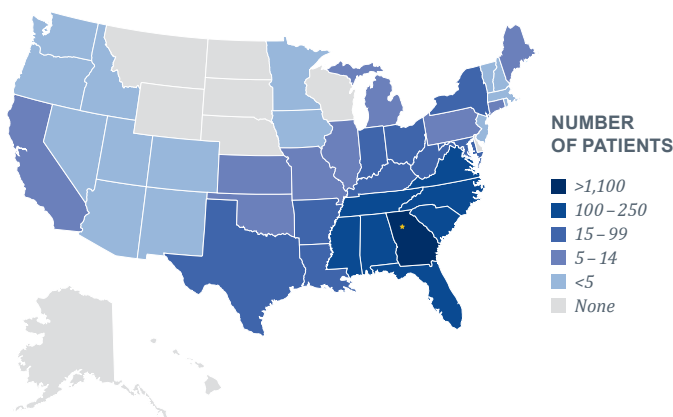 NUMBER
OF PATIENTS
>1,100
100–250
15–99
5–14
<5
None